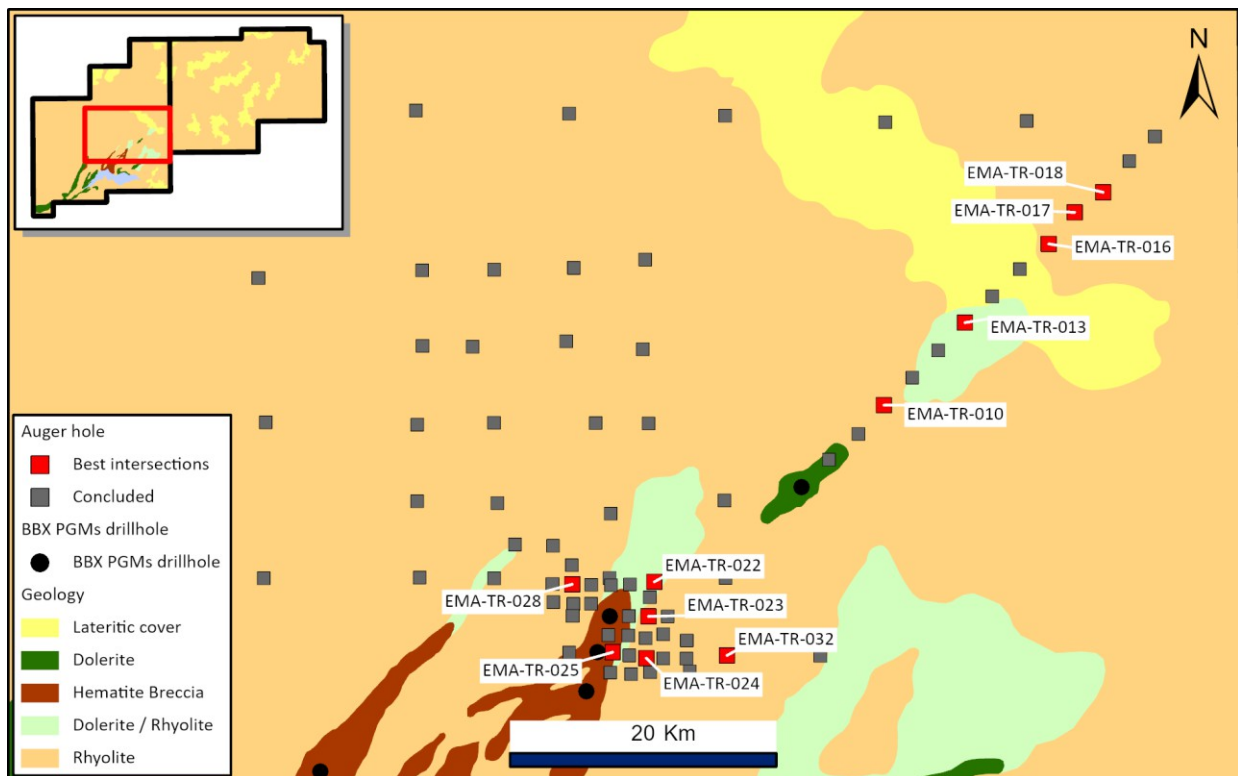 N
EMA-TR-018
EMA-TR-017
EMA-TR-016
EMA-TR-013
EMA-TR-010
EMA-TR-022
EMA-TR-028
EMA-TR-023
EMA-TR-032
EMA-TR-025
EMA-TR-024
20 Km
Auger hole
Best intersections
Concluded
BBX PGMs drillhole
BBX PGMs drillhole
Geology
Lateritic cover
Dolerite
Hematite Breccia
Dolerite / Rhyolite
Rhyolite